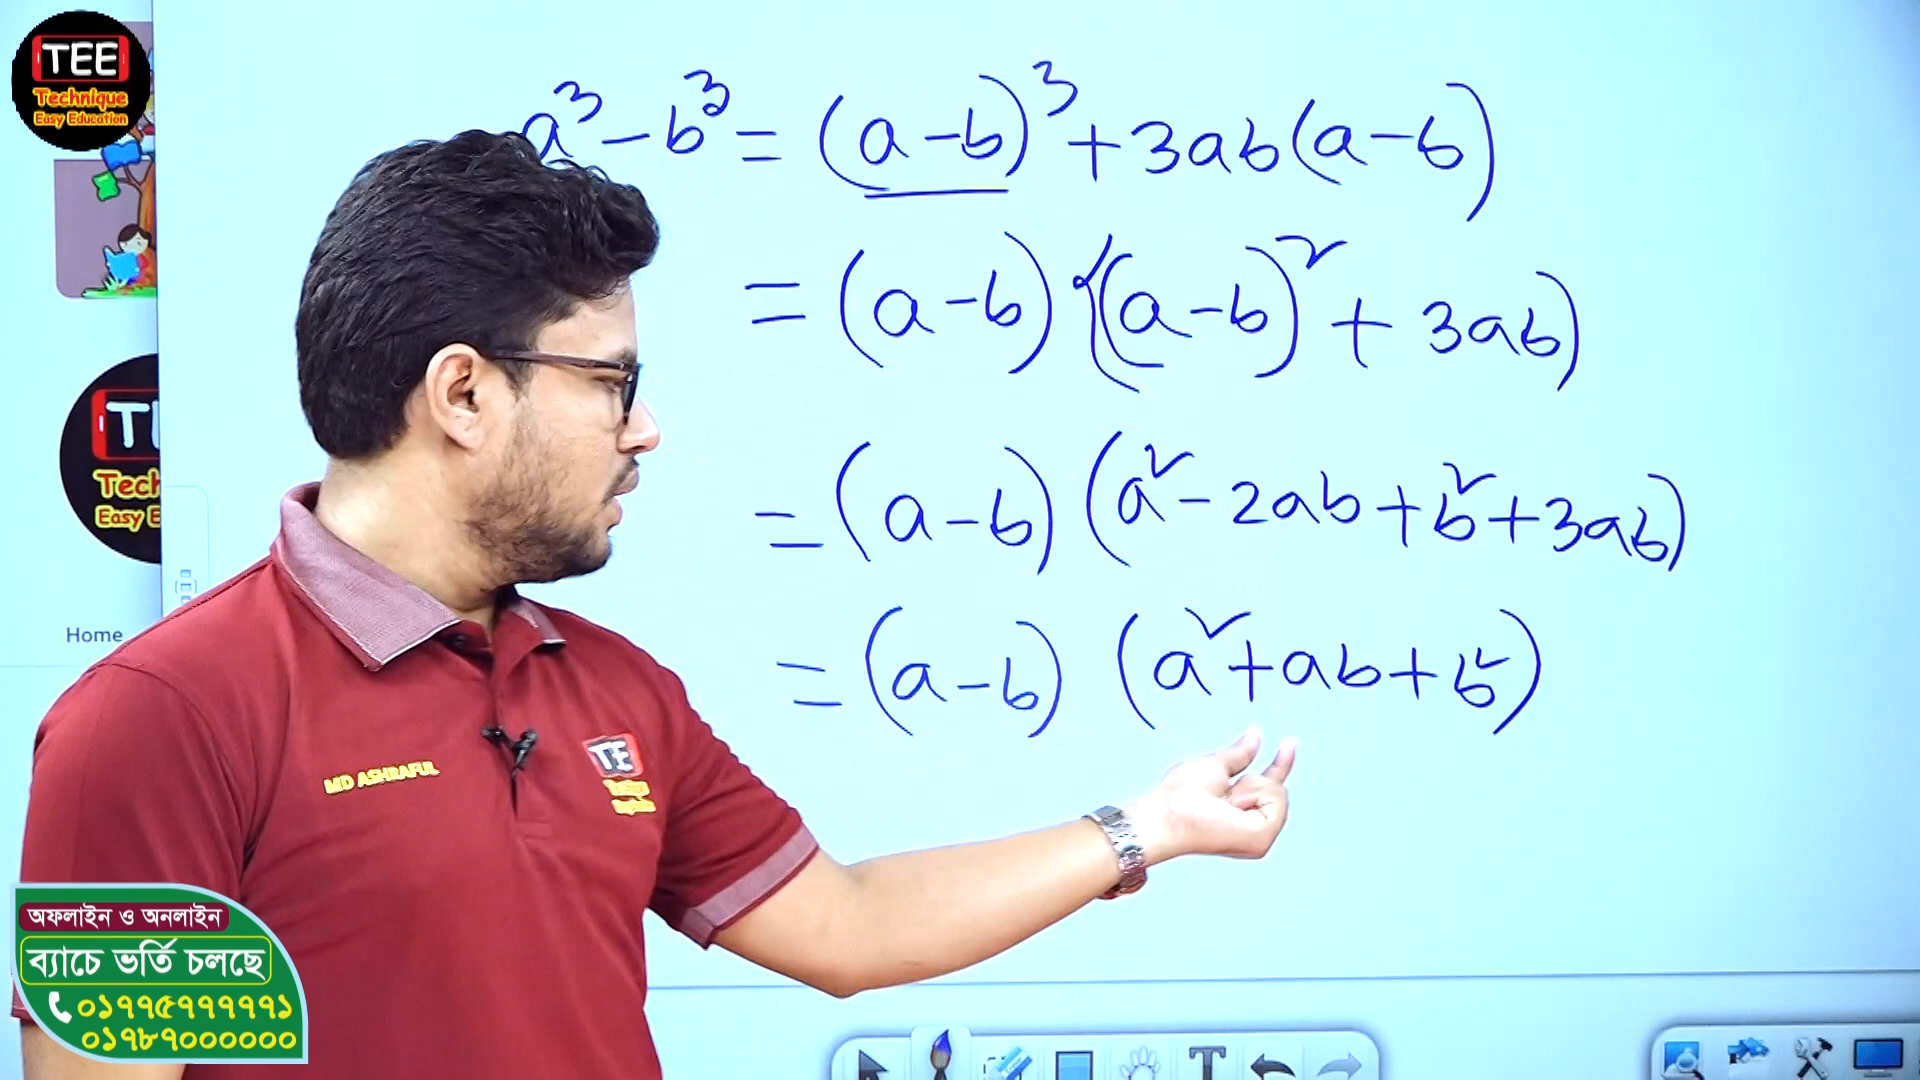 TEE
Technique
Easy Education
a³ - b³ = (a-b)³ + 3ab(a-b)
= (a-b) {(a-b)² + 3ab)
= (a-b) (a² - 2ab + b² + 3ab)
= (a-b) (a² + ab + b²)
Home
MD ASHRAFUL
TEE
অফলাইন ও অনলাইন
ব্যাচে ভর্তি চলছে
০১৭৭৫৭৭৭৭৭১
০১৭৮৭০০০০০০
T